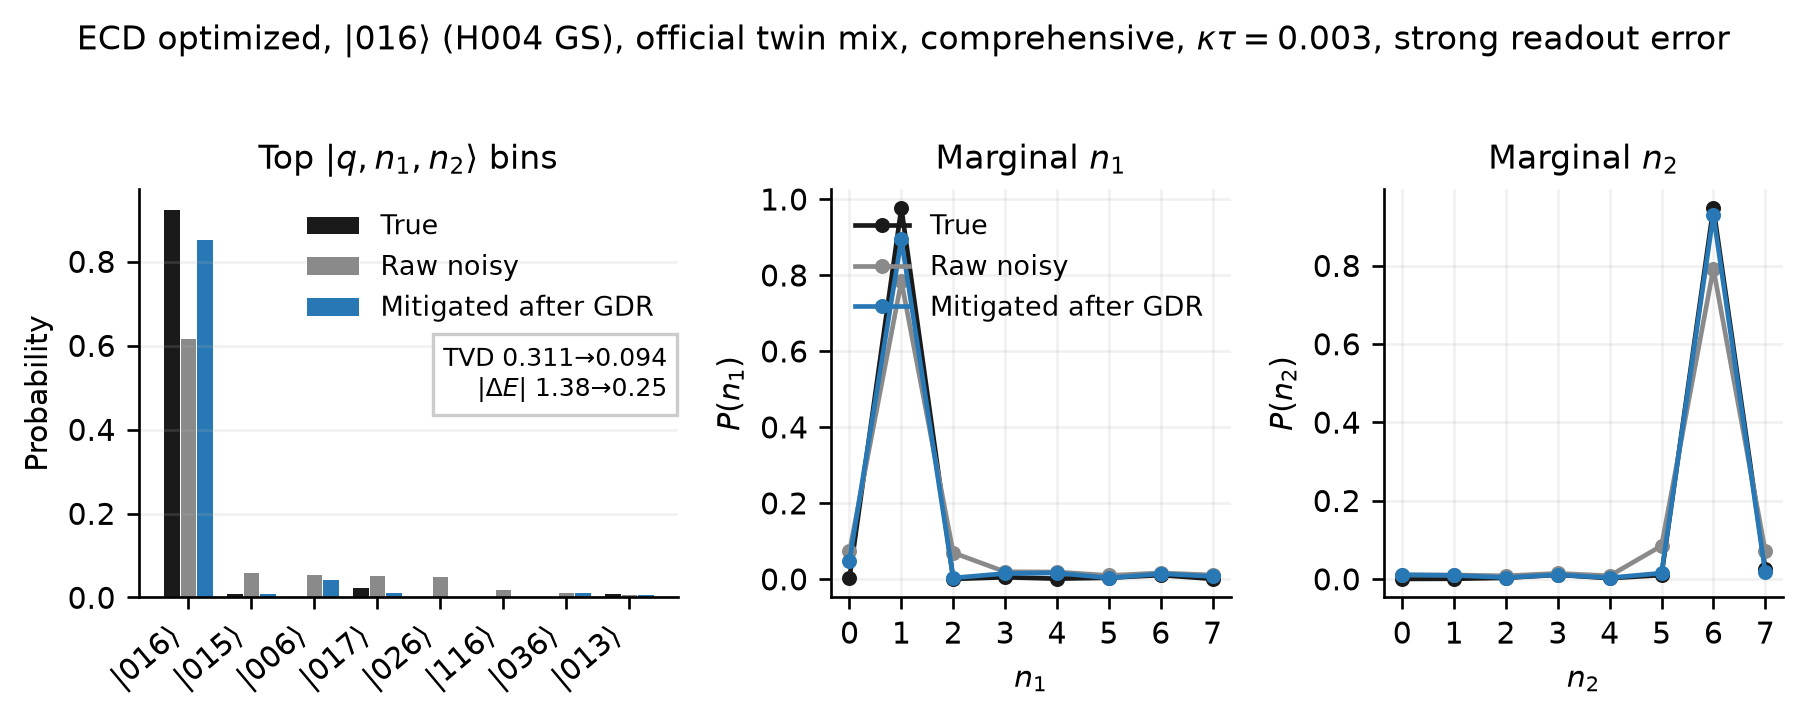 ECD optimized, |016⟩ (H004 GS), official twin mix, comprehensive, κτ = 0.003, strong readout error
Top |q, n₁, n₂⟩ bins
Probability
0.8
0.6
0.4
0.2
0.0
True
Raw noisy
Mitigated after GDR
TVD 0.311→0.094
|ΔE| 1.38→0.25
|016⟩
|015⟩
|006⟩
|017⟩
|026⟩
|116⟩
|036⟩
|013⟩
Marginal n₁
P(n₁)
1.0
0.8
0.6
0.4
0.2
0.0
True
Raw noisy
Mitigated after GDR
0 1 2 3 4 5 6 7
n₁
Marginal n₂
P(n₂)
0.8
0.6
0.4
0.2
0.0
0 1 2 3 4 5 6 7
n₂